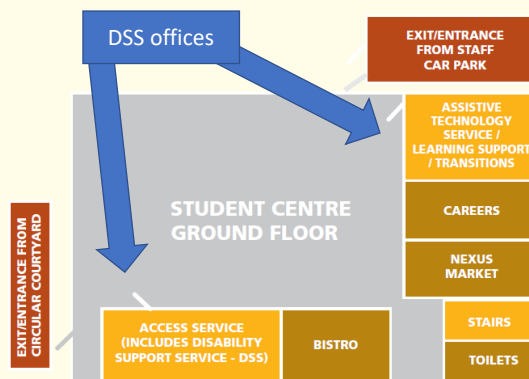 DSS offices
EXIT/ENTRANCE
FROM STAFF
CAR PARK
ASSISTIVE
TECHNOLOGY
SERVICE /
LEARNING SUPPORT
/ TRANSITIONS
STUDENT CENTRE
GROUND FLOOR
CAREERS
NEXUS
MARKET
EXIT/ENTRANCE FROM
CIRCULAR COURTYARD
ACCESS SERVICE
(INCLUDES DISABILITY
SUPPORT SERVICE - DSS)
BISTRO
STAIRS
TOILETS